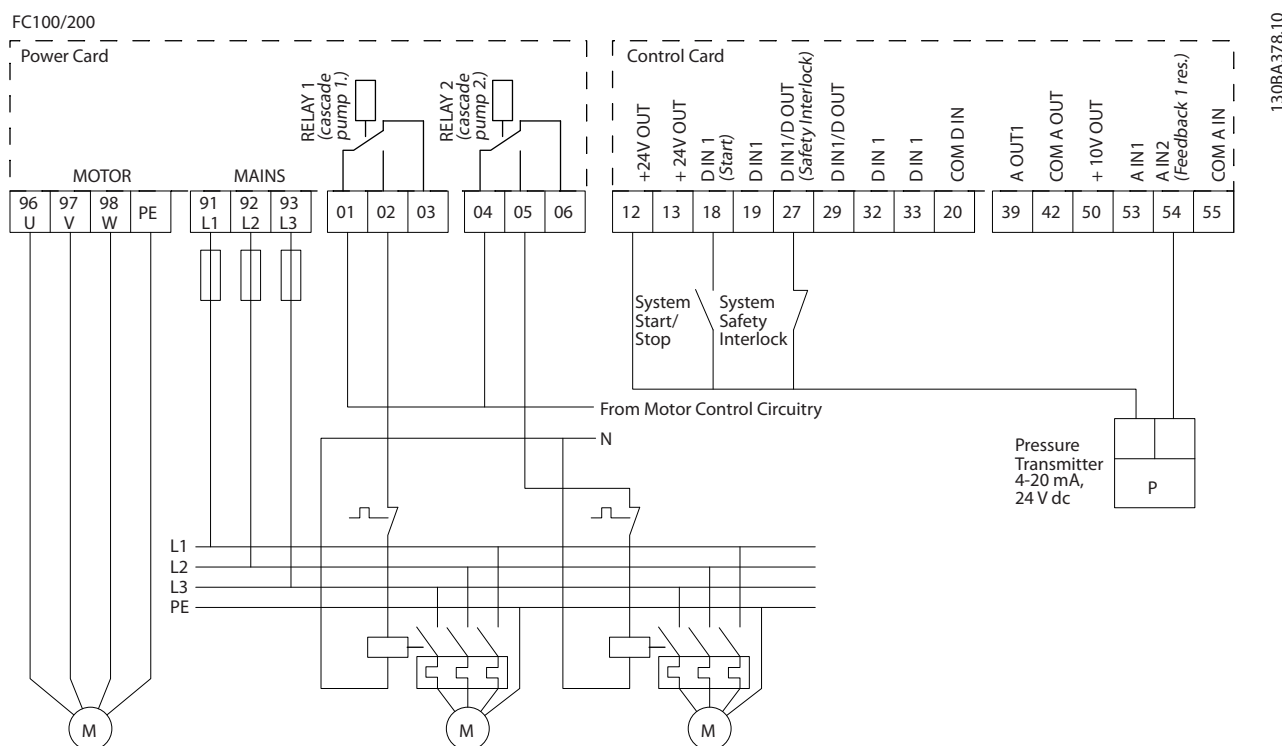 FC100/200
130BA378.10
Power Card
Control Card
RELAY 1
(cascade
pump 1.)
RELAY 2
(cascade
pump 2.)
+24V OUT
+ 24V OUT
D IN 1
(Start)
D IN1
DIN1/D OUT
(Safety Interlock)
DIN1/D OUT
D IN 1
D IN 1
COM D IN
A OUT1
COM A OUT
+ 10V OUT
A IN1
A IN2
(Feedback 1 res.)
COM A IN
MOTOR
MAINS
96 97 98 PE 91 92 93 01 02 03 04 05 06 12 13 18 19 27 29 32 33 20 39 42 50 53 54 55
U V W L1 L2 L3
System
Start/
Stop
System
Safety
Interlock
From Motor Control Circuitry
N
Pressure
Transmitter
4-20 mA,
24 V dc
P
L1
L2
L3
PE
M M M